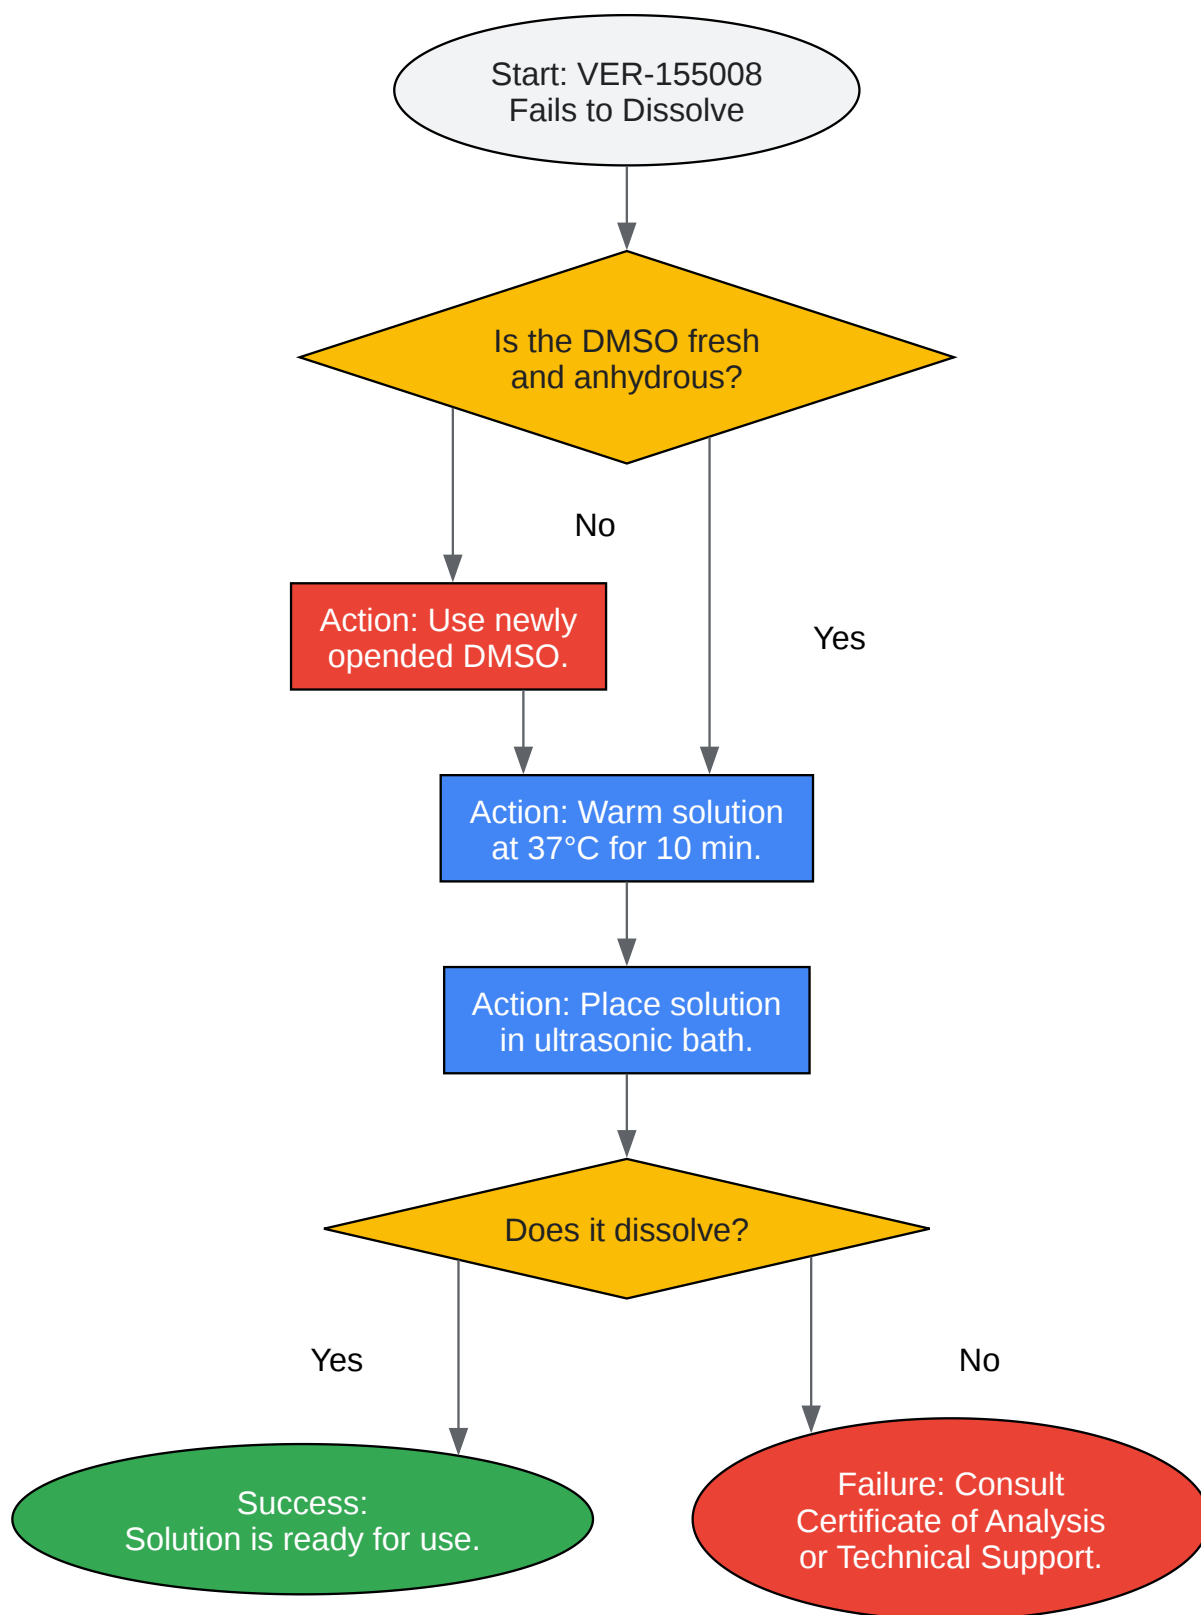 Start: VER-155008
Fails to Dissolve
Is the DMSO fresh
and anhydrous?
No
Action: Use newly
opended DMSO.
Yes
Action: Warm solution
at 37°C for 10 min.
Action: Place solution
in ultrasonic bath.
Does it dissolve?
Yes
No
Success:
Solution is ready for use.
Failure: Consult
Certificate of Analysis
or Technical Support.